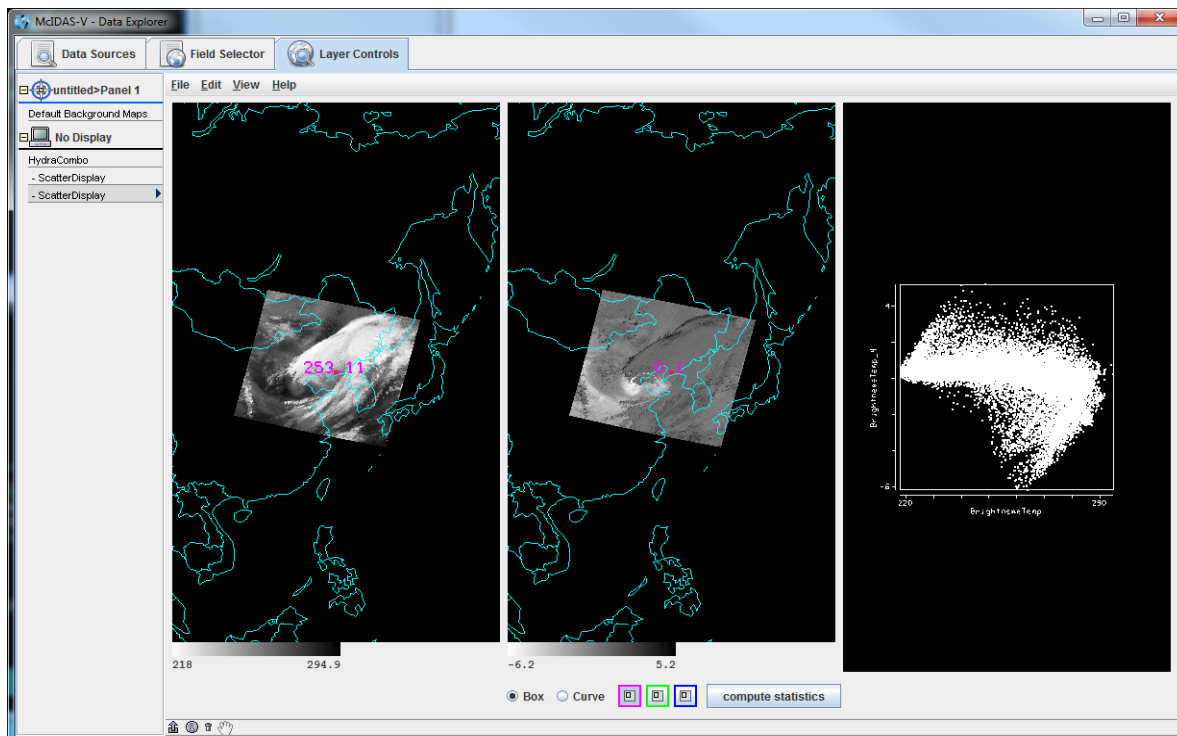 McIDAS-V - Data Explorer
Data Sources
Field Selector
Layer Controls
untitled>Panel 1
Default Background Maps
No Display
HydraCombo
- ScatterDisplay
- ScatterDisplay
File Edit View Help
253.11
218 294.9
-6.2 5.2
4
-6
220 290
BrightnessTemp
BrightnessTemp_4
Box Curve compute statistics